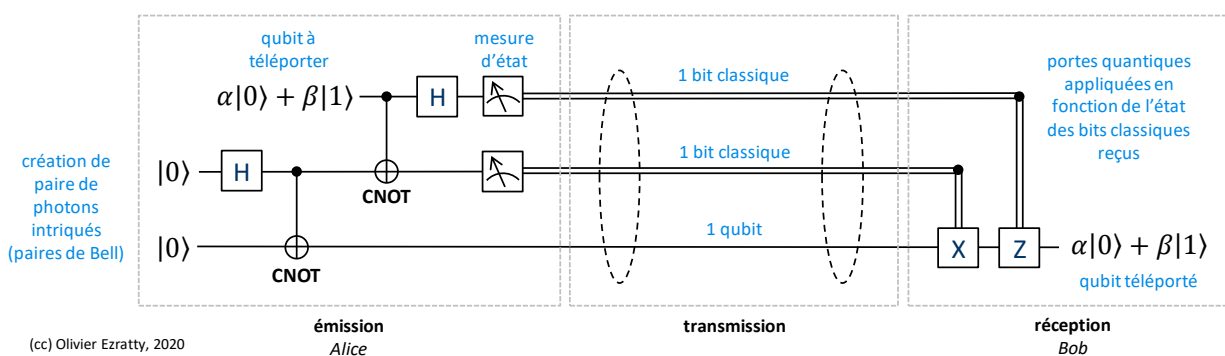 qubit à
téléporter
mesure
d’état
α|0⟩ + β|1⟩
H
1 bit classique
portes quantiques
appliquées en
fonction de l’état
des bits classiques
reçus
création de
paire de
photons
intriqués
(paires de Bell)
|0⟩
H
CNOT
1 bit classique
|0⟩
CNOT
1 qubit
X
Z
α|0⟩ + β|1⟩
qubit téléporté
émission
Alice
transmission
réception
Bob
(cc) Olivier Ezratty, 2020